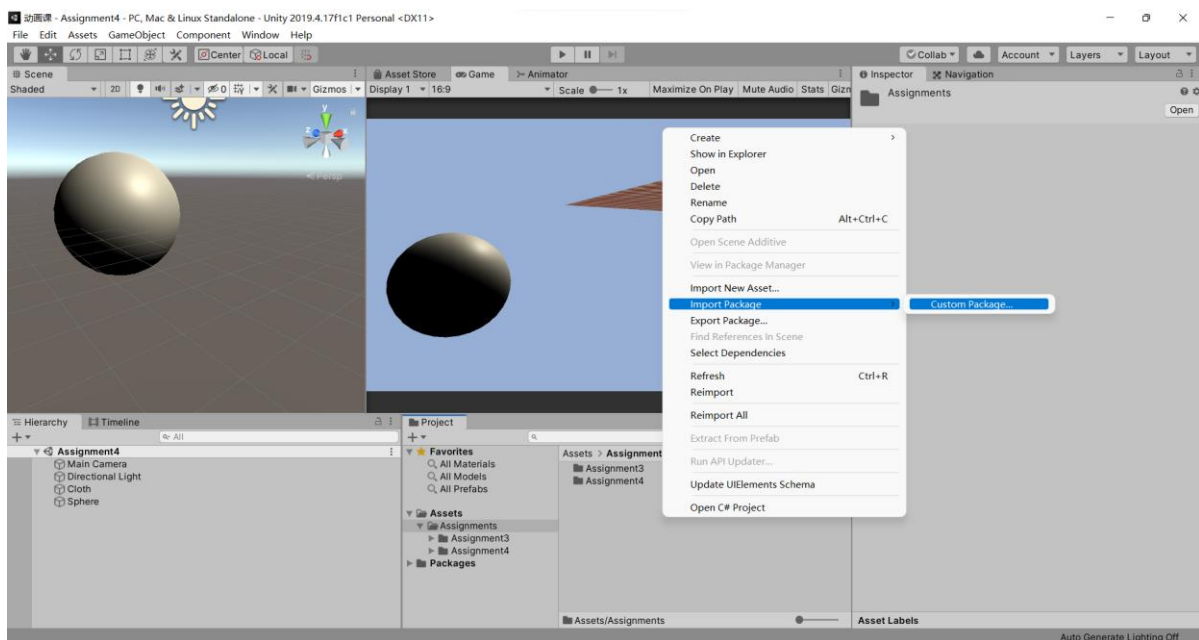 动画课 - Assignment4 - PC, Mac & Linux Standalone - Unity 2019.4.17f1c1 Personal <DX11>
File Edit Assets GameObject Component Window Help
Center Local Collab Account Layers Layout
Scene
Shaded 2D 0 Gizmos
y
z
x
Persp
Asset Store Game Animator
Display 1 16:9 Scale 1x Maximize On Play Mute Audio Stats Gizm
Inspector Navigation
Assignments
Open
Create
Show in Explorer
Open
Delete
Rename
Copy Path Alt+Ctrl+C
Open Scene Additive
View in Package Manager
Import New Asset...
Import Package Custom Package...
Export Package...
Find References In Scene
Select Dependencies
Refresh Ctrl+R
Reimport
Reimport All
Extract From Prefab
Run API Updater...
Update UIElements Schema
Open C# Project
Hierarchy Timeline
All
Assignment4
Main Camera
Directional Light
Cloth
Sphere
Project
Favorites
All Materials
All Models
All Prefabs
Assets
Assignments
Assignment3
Assignment4
Packages
Assets > Assignment
Assignment3
Assignment4
Assets/Assignments
Asset Labels
Auto Generate Lighting Off